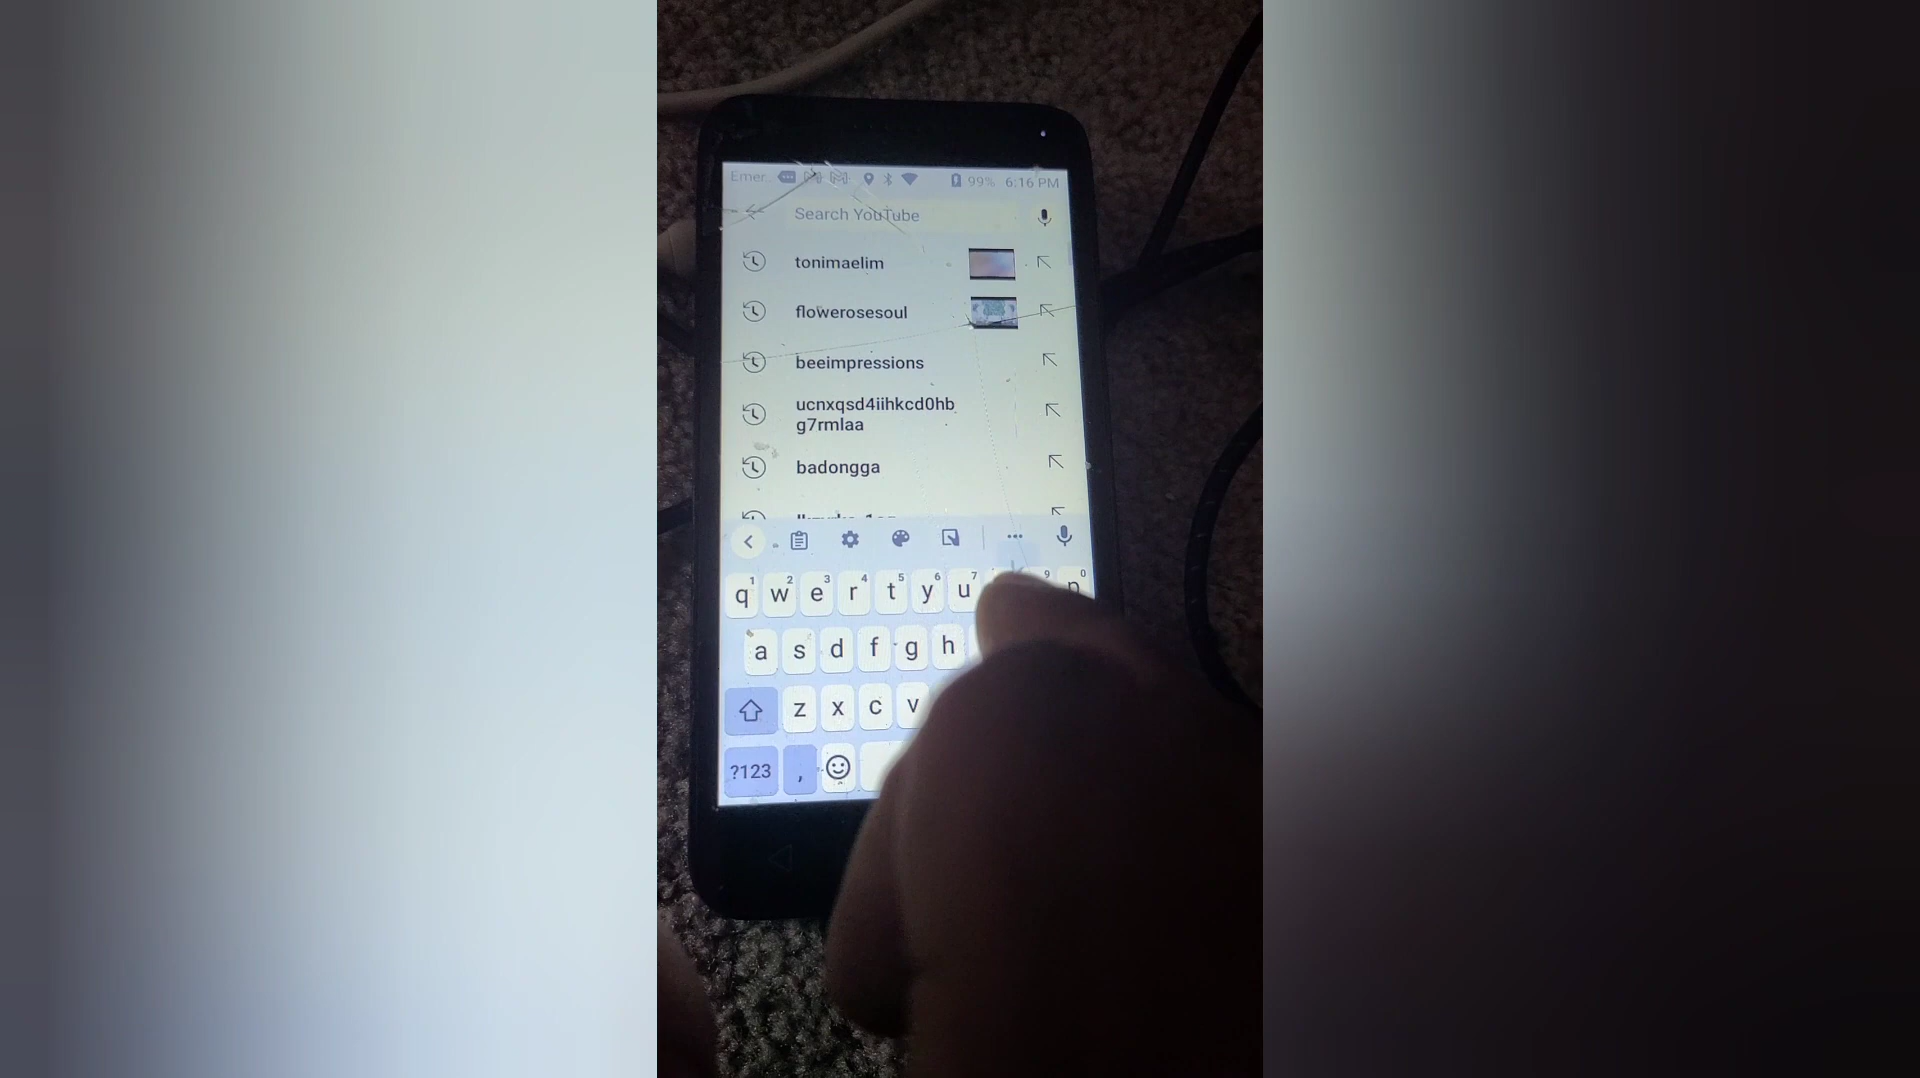 Emer... 99% 6:16 PM
Search YouTube
tonimaelim
flowerosesoul
beeimpressions
ucnxqsd4iihkcd0hb
g7rmlaa
badongga
1 2 3 4 5 6 7 9 0
q w e r t y u p
a s d f g h
z x c v
?123 ,